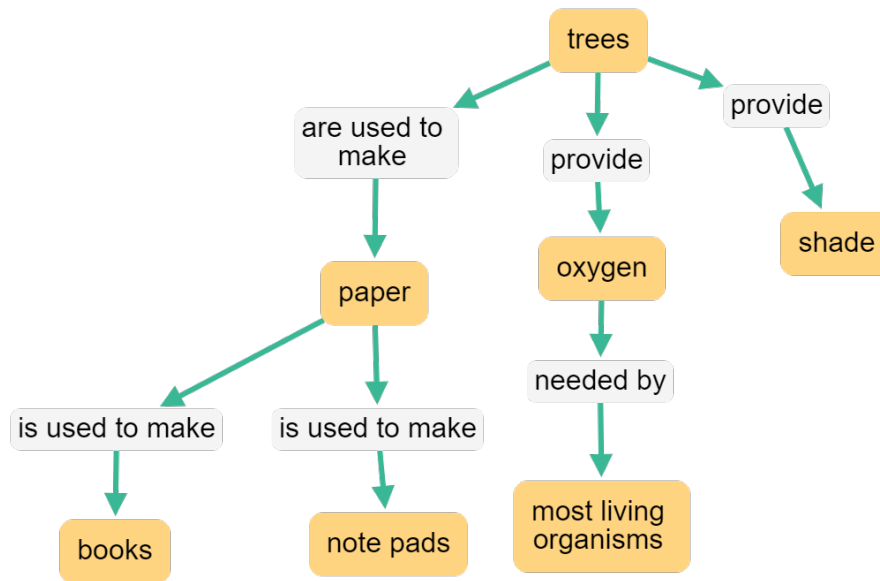 trees
provide
are used to
make
provide
shade
oxygen
paper
needed by
is used to make
is used to make
most living
organisms
note pads
books